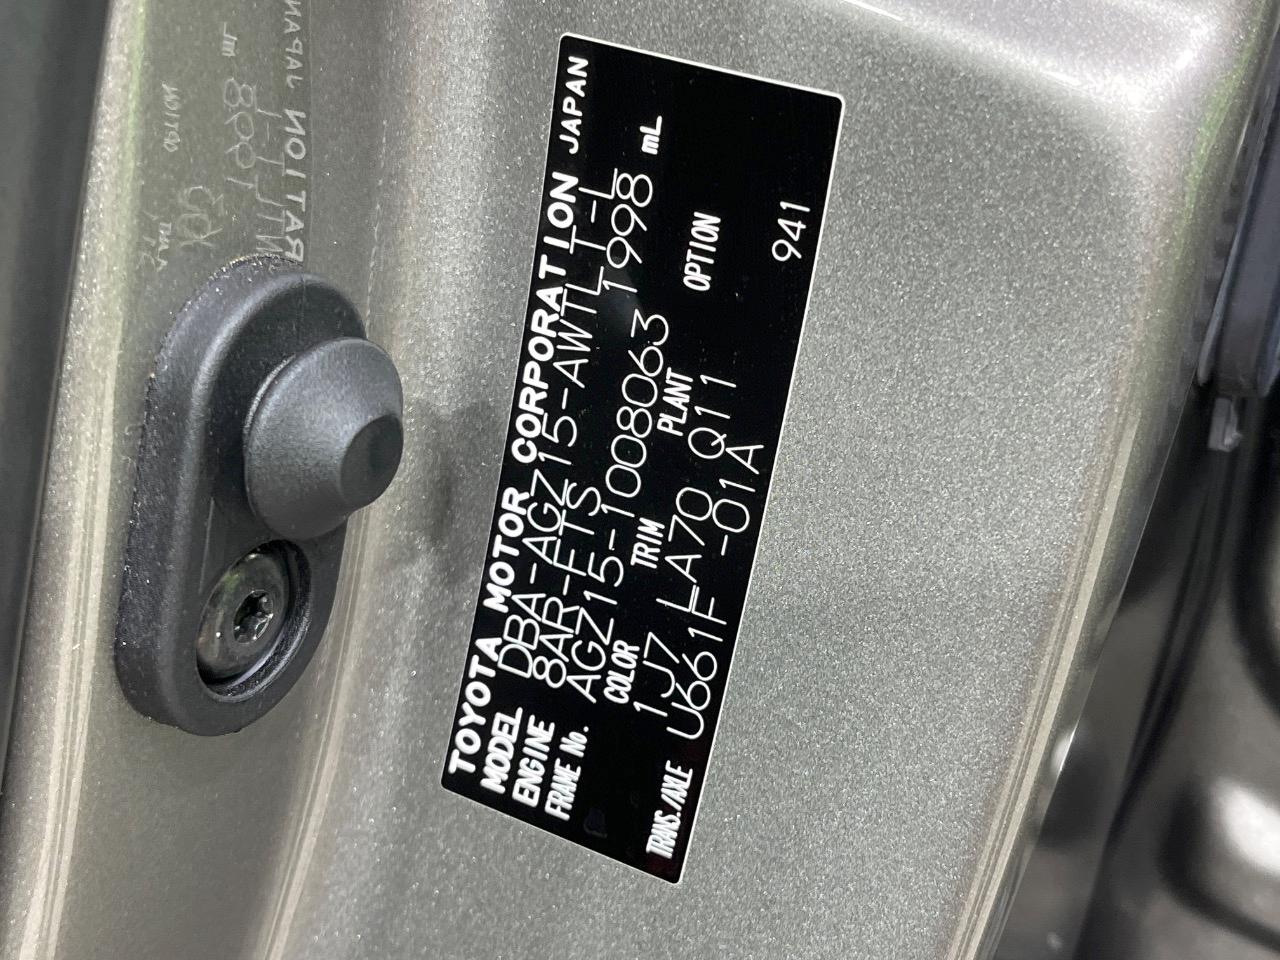 TOYOTA MOTOR CORPORATION JAPAN
MODEL DBA-AGZ15-AWTLT-L
ENGINE 8AR-FTS 1998 mL
FRAME No. AGZ15-1008063
COLOR TRIM PLANT OPTION
1J7 LA70 Q11
TRANS./AXLE U661F -01A 941